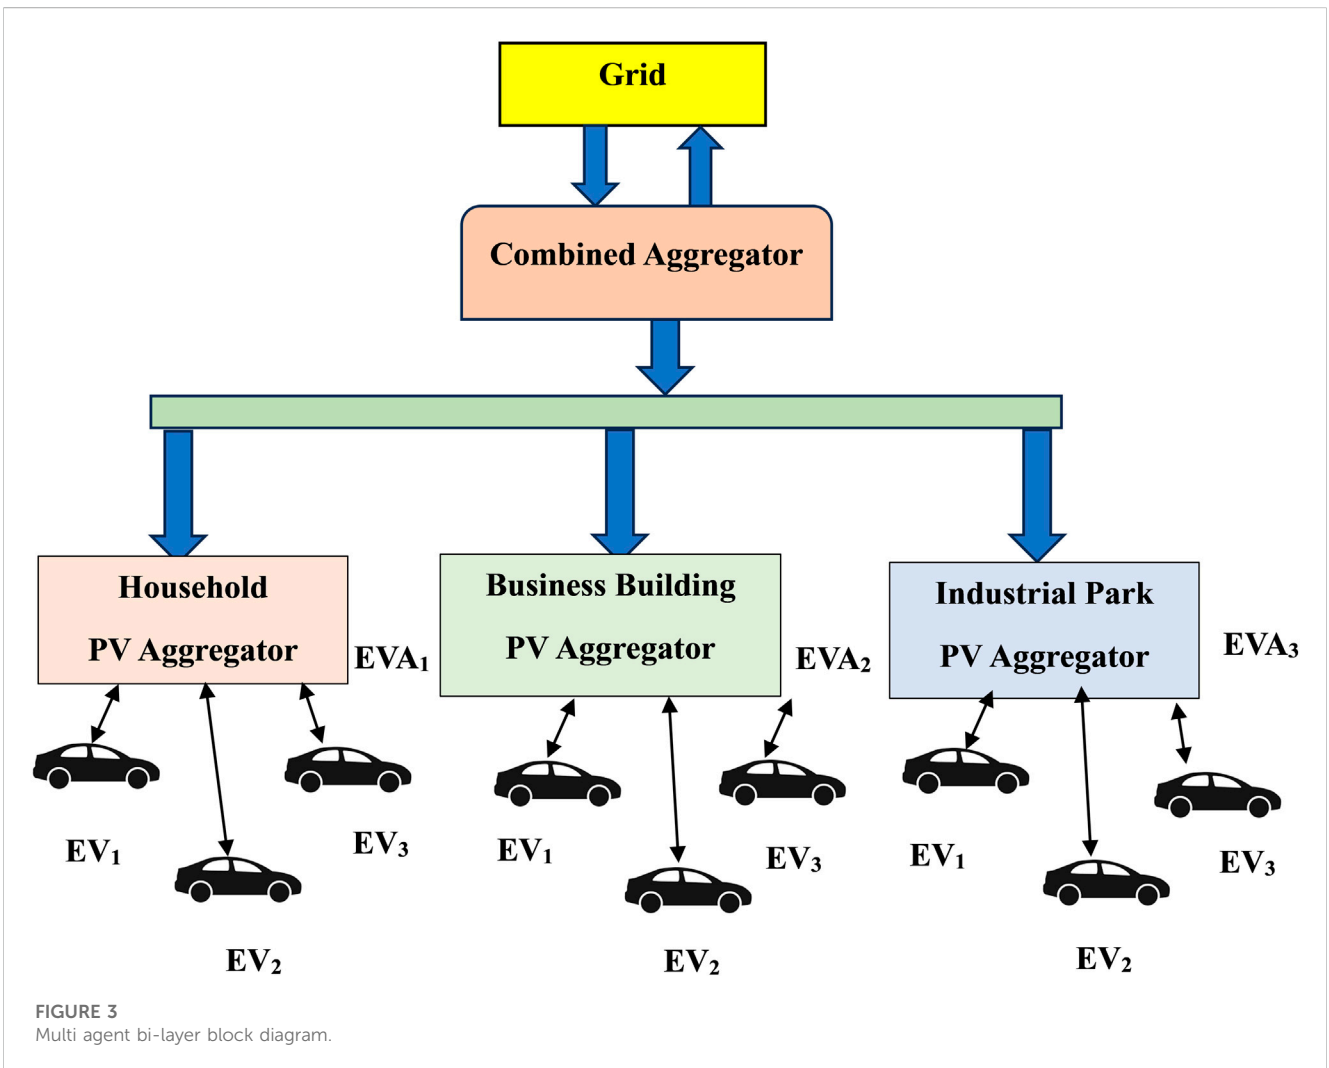 Grid
Combined Aggregator
Household
PV Aggregator
EVA₁
Business Building
PV Aggregator
EVA₂
Industrial Park
PV Aggregator
EVA₃
EV₁
EV₂
EV₃
EV₁
EV₂
EV₃
EV₁
EV₂
EV₃
FIGURE 3
Multi agent bi-layer block diagram.